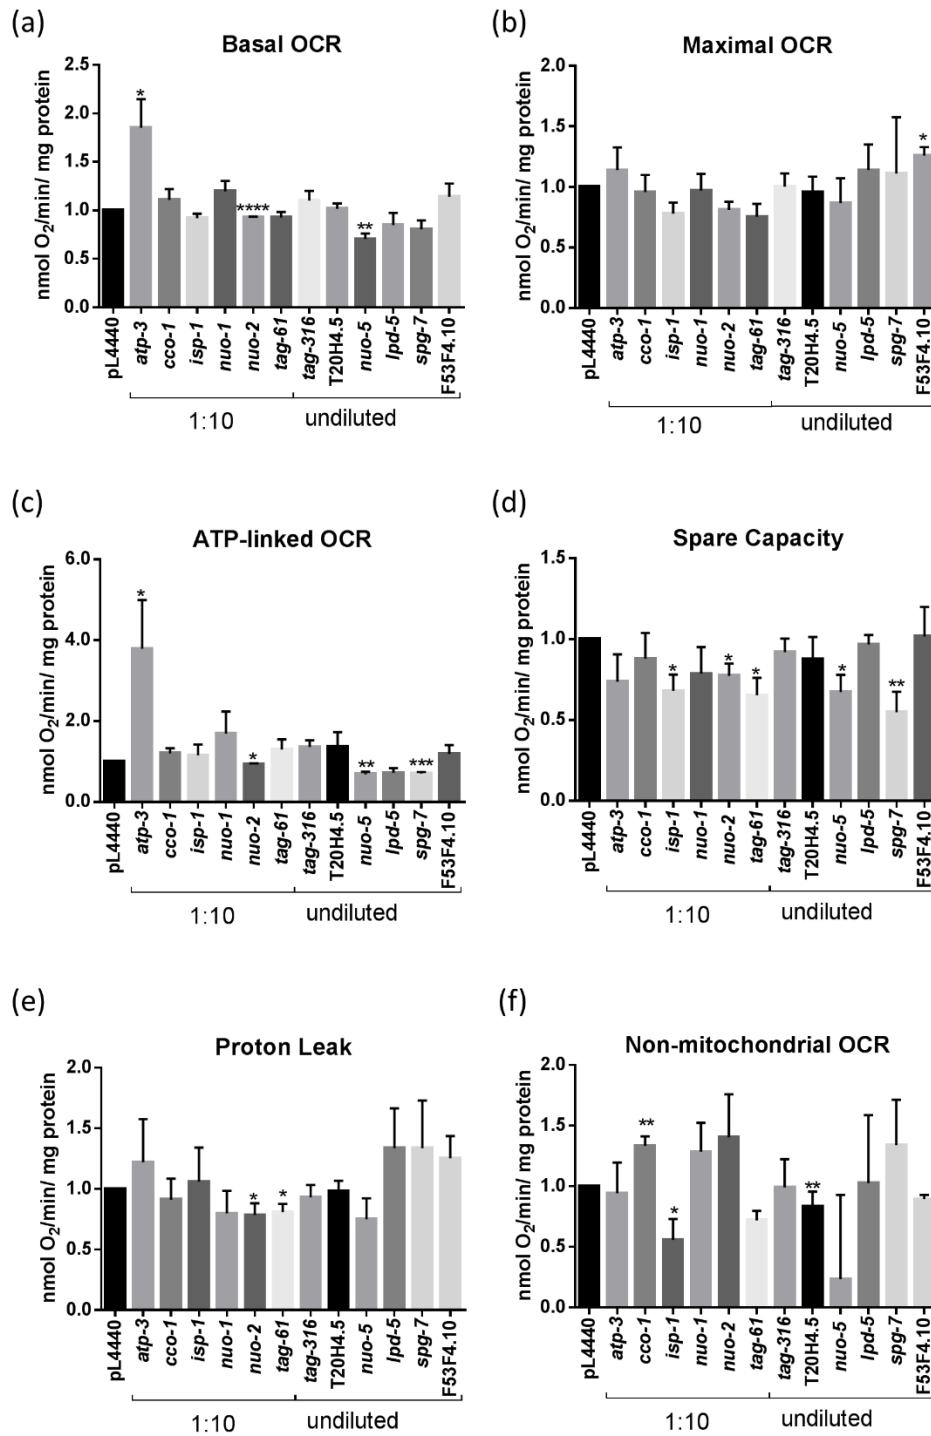 (a)
Basal OCR
nmol O2/min/ mg protein
2.5
2.0
1.5
1.0
0.5
0.0
*
****
**
pL4440
atp-3
cco-1
isp-1
nuo-1
nuo-2
tag-61
tag-316
T20H4.5
nuo-5
lpd-5
spg-7
F53F4.10
1:10
undiluted
(b)
Maximal OCR
nmol O2/min/ mg protein
2.0
1.5
1.0
0.5
0.0
*
pL4440
atp-3
cco-1
isp-1
nuo-1
nuo-2
tag-61
tag-316
T20H4.5
nuo-5
lpd-5
spg-7
F53F4.10
1:10
undiluted
(c)
ATP-linked OCR
nmol O2/min/ mg protein
6.0
4.0
2.0
0.0
*
*
**
***
pL4440
atp-3
cco-1
isp-1
nuo-1
nuo-2
tag-61
tag-316
T20H4.5
nuo-5
lpd-5
spg-7
F53F4.10
1:10
undiluted
(d)
Spare Capacity
nmol O2/min/ mg protein
1.5
1.0
0.5
0.0
*
*
*
*
**
pL4440
atp-3
cco-1
isp-1
nuo-1
nuo-2
tag-61
tag-316
T20H4.5
nuo-5
lpd-5
spg-7
F53F4.10
1:10
undiluted
(e)
Proton Leak
nmol O2/min/ mg protein
2.0
1.5
1.0
0.5
0.0
*
*
pL4440
atp-3
cco-1
isp-1
nuo-1
nuo-2
tag-61
tag-316
T20H4.5
nuo-5
lpd-5
spg-7
F53F4.10
1:10
undiluted
(f)
Non-mitochondrial OCR
nmol O2/min/ mg protein
2.0
1.5
1.0
0.5
0.0
**
*
**
pL4440
atp-3
cco-1
isp-1
nuo-1
nuo-2
tag-61
tag-316
T20H4.5
nuo-5
lpd-5
spg-7
F53F4.10
1:10
undiluted